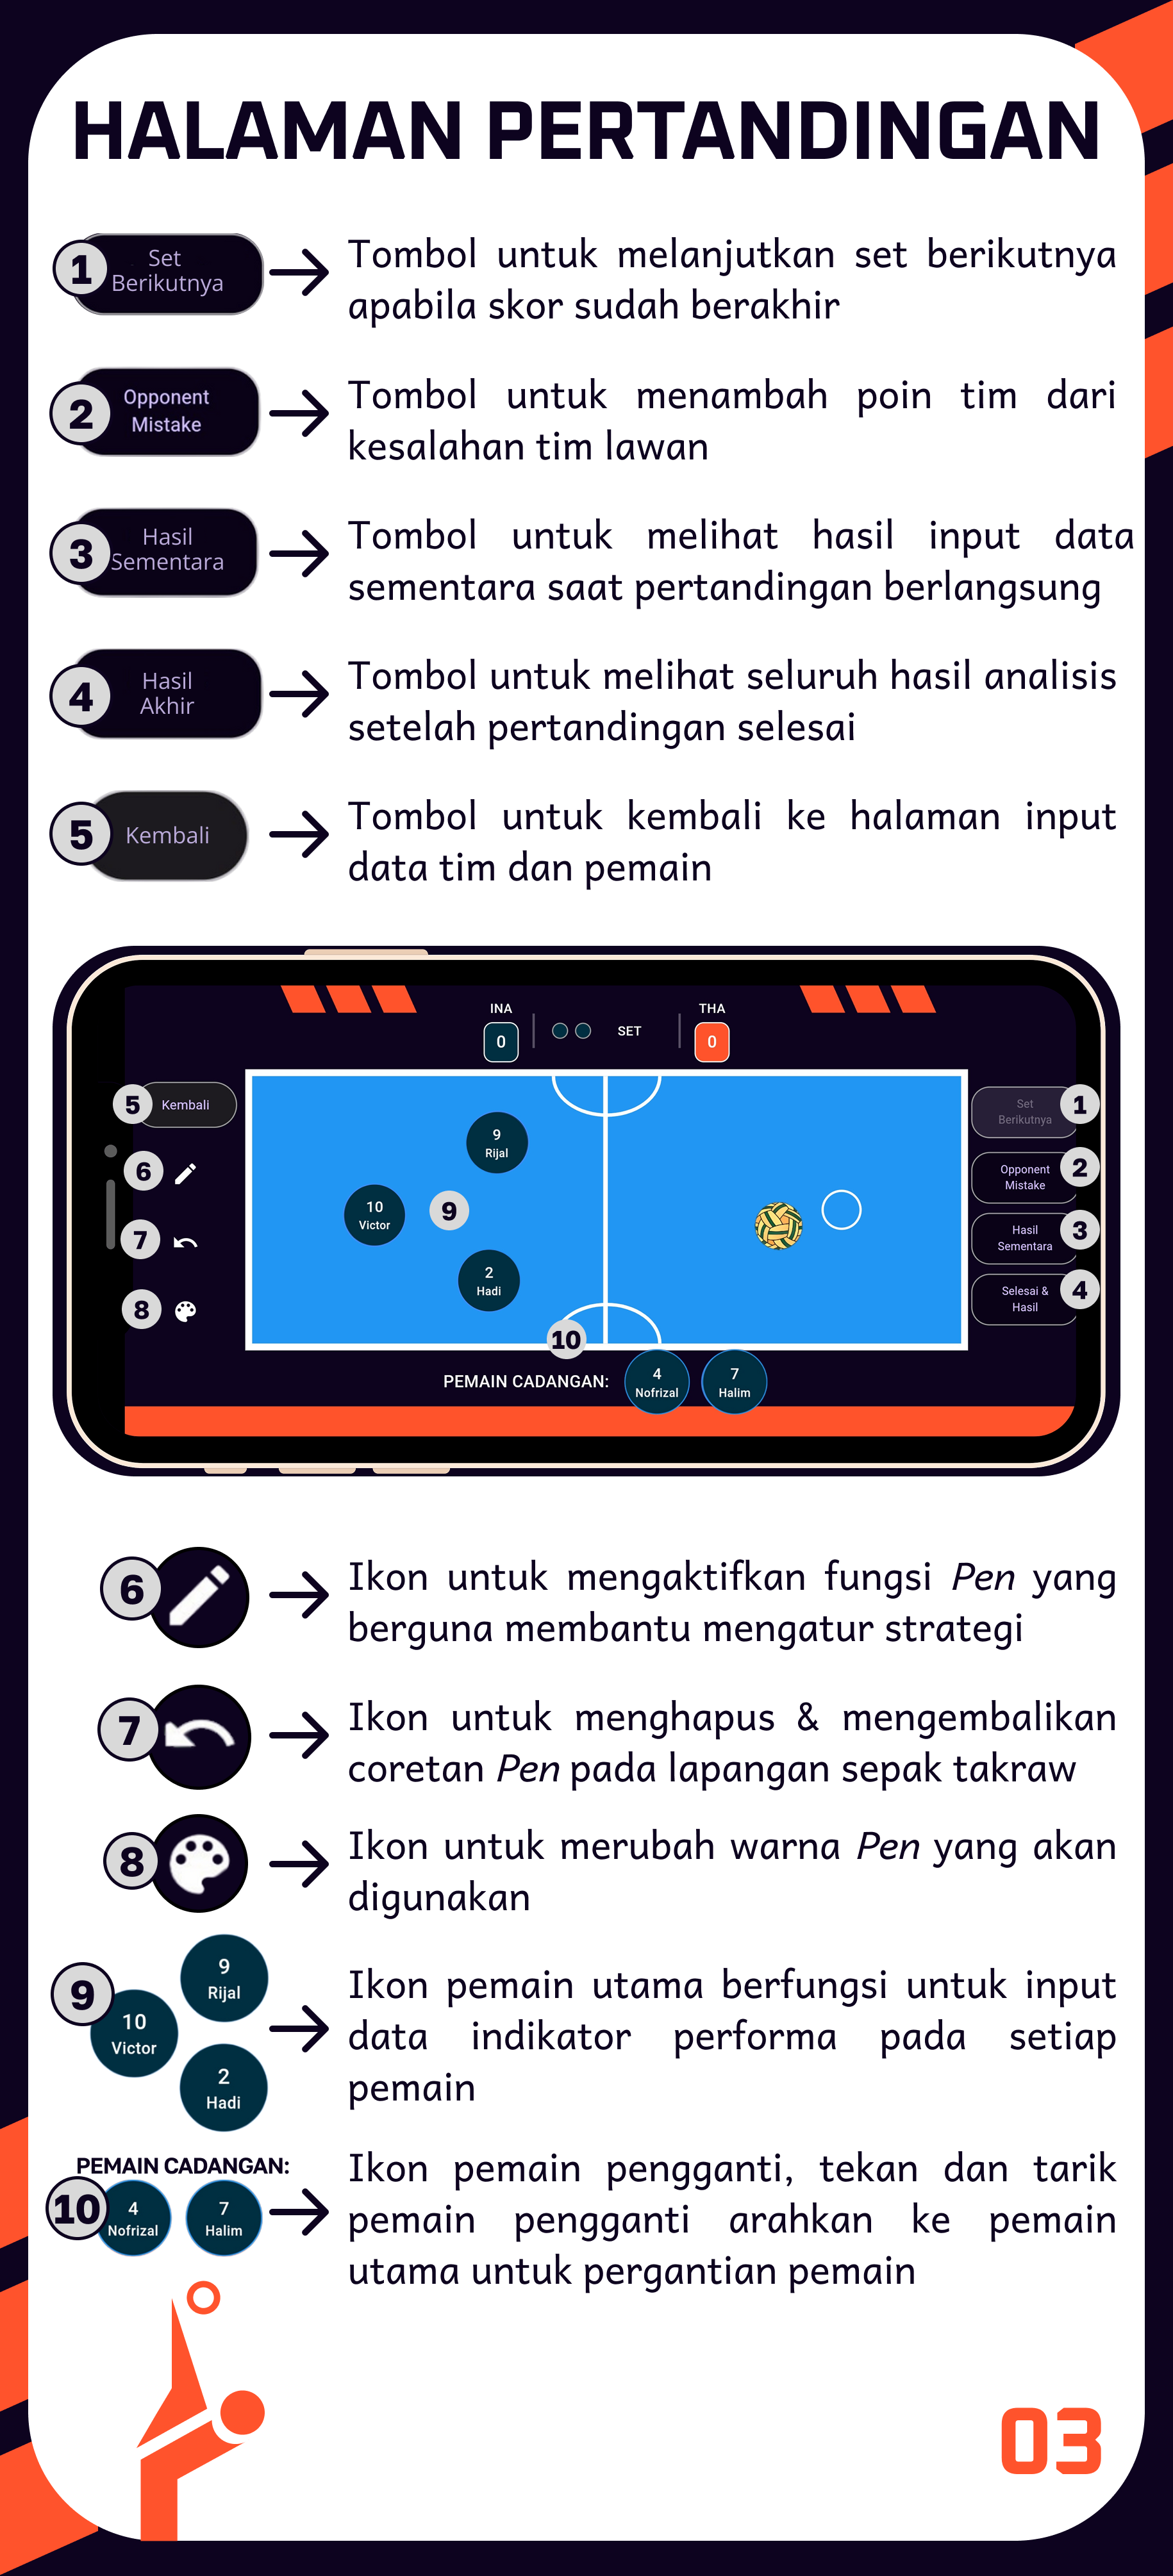 HALAMAN PERTANDINGAN
1
Set
Berikutnya
Tombol untuk melanjutkan set berikutnya
apabila skor sudah berakhir
2
Opponent
Mistake
Tombol untuk menambah poin tim dari
kesalahan tim lawan
3
Hasil
Sementara
Tombol untuk melihat hasil input data
sementara saat pertandingan berlangsung
4
Hasil
Akhir
Tombol untuk melihat seluruh hasil analisis
setelah pertandingan selesai
5
Kembali
Tombol untuk kembali ke halaman input
data tim dan pemain
INA
0
SET
THA
0
5
Kembali
6
7
8
9
Rijal
10
Victor
9
2
Hadi
10
Set
Berikutnya
1
Opponent
Mistake
2
Hasil
Sementara
3
Selesai &
Hasil
4
PEMAIN CADANGAN:
4
Nofrizal
7
Halim
6
Ikon untuk mengaktifkan fungsi Pen yang
berguna membantu mengatur strategi
7
Ikon untuk menghapus & mengembalikan
coretan Pen pada lapangan sepak takraw
8
Ikon untuk merubah warna Pen yang akan
digunakan
9
9
Rijal
10
Victor
2
Hadi
Ikon pemain utama berfungsi untuk input
data indikator performa pada setiap
pemain
PEMAIN CADANGAN:
10
4
Nofrizal
7
Halim
Ikon pemain pengganti, tekan dan tarik
pemain pengganti arahkan ke pemain
utama untuk pergantian pemain
03